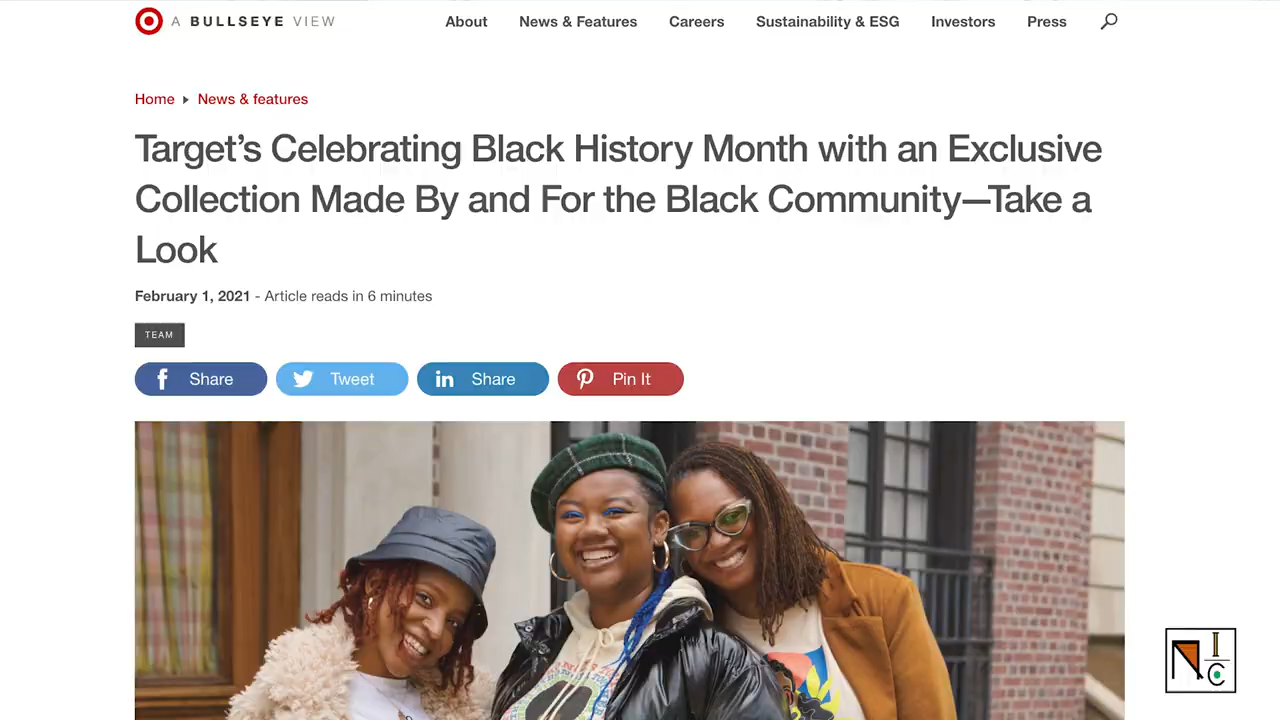 A BULLSEYE VIEW
About News & Features Careers Sustainability & ESG Investors Press
Home News & features
Target's Celebrating Black History Month with an Exclusive
Collection Made By and For the Black Community—Take a
Look
February 1, 2021 - Article reads in 6 minutes
TEAM
Share Tweet Share Pin It
N I C